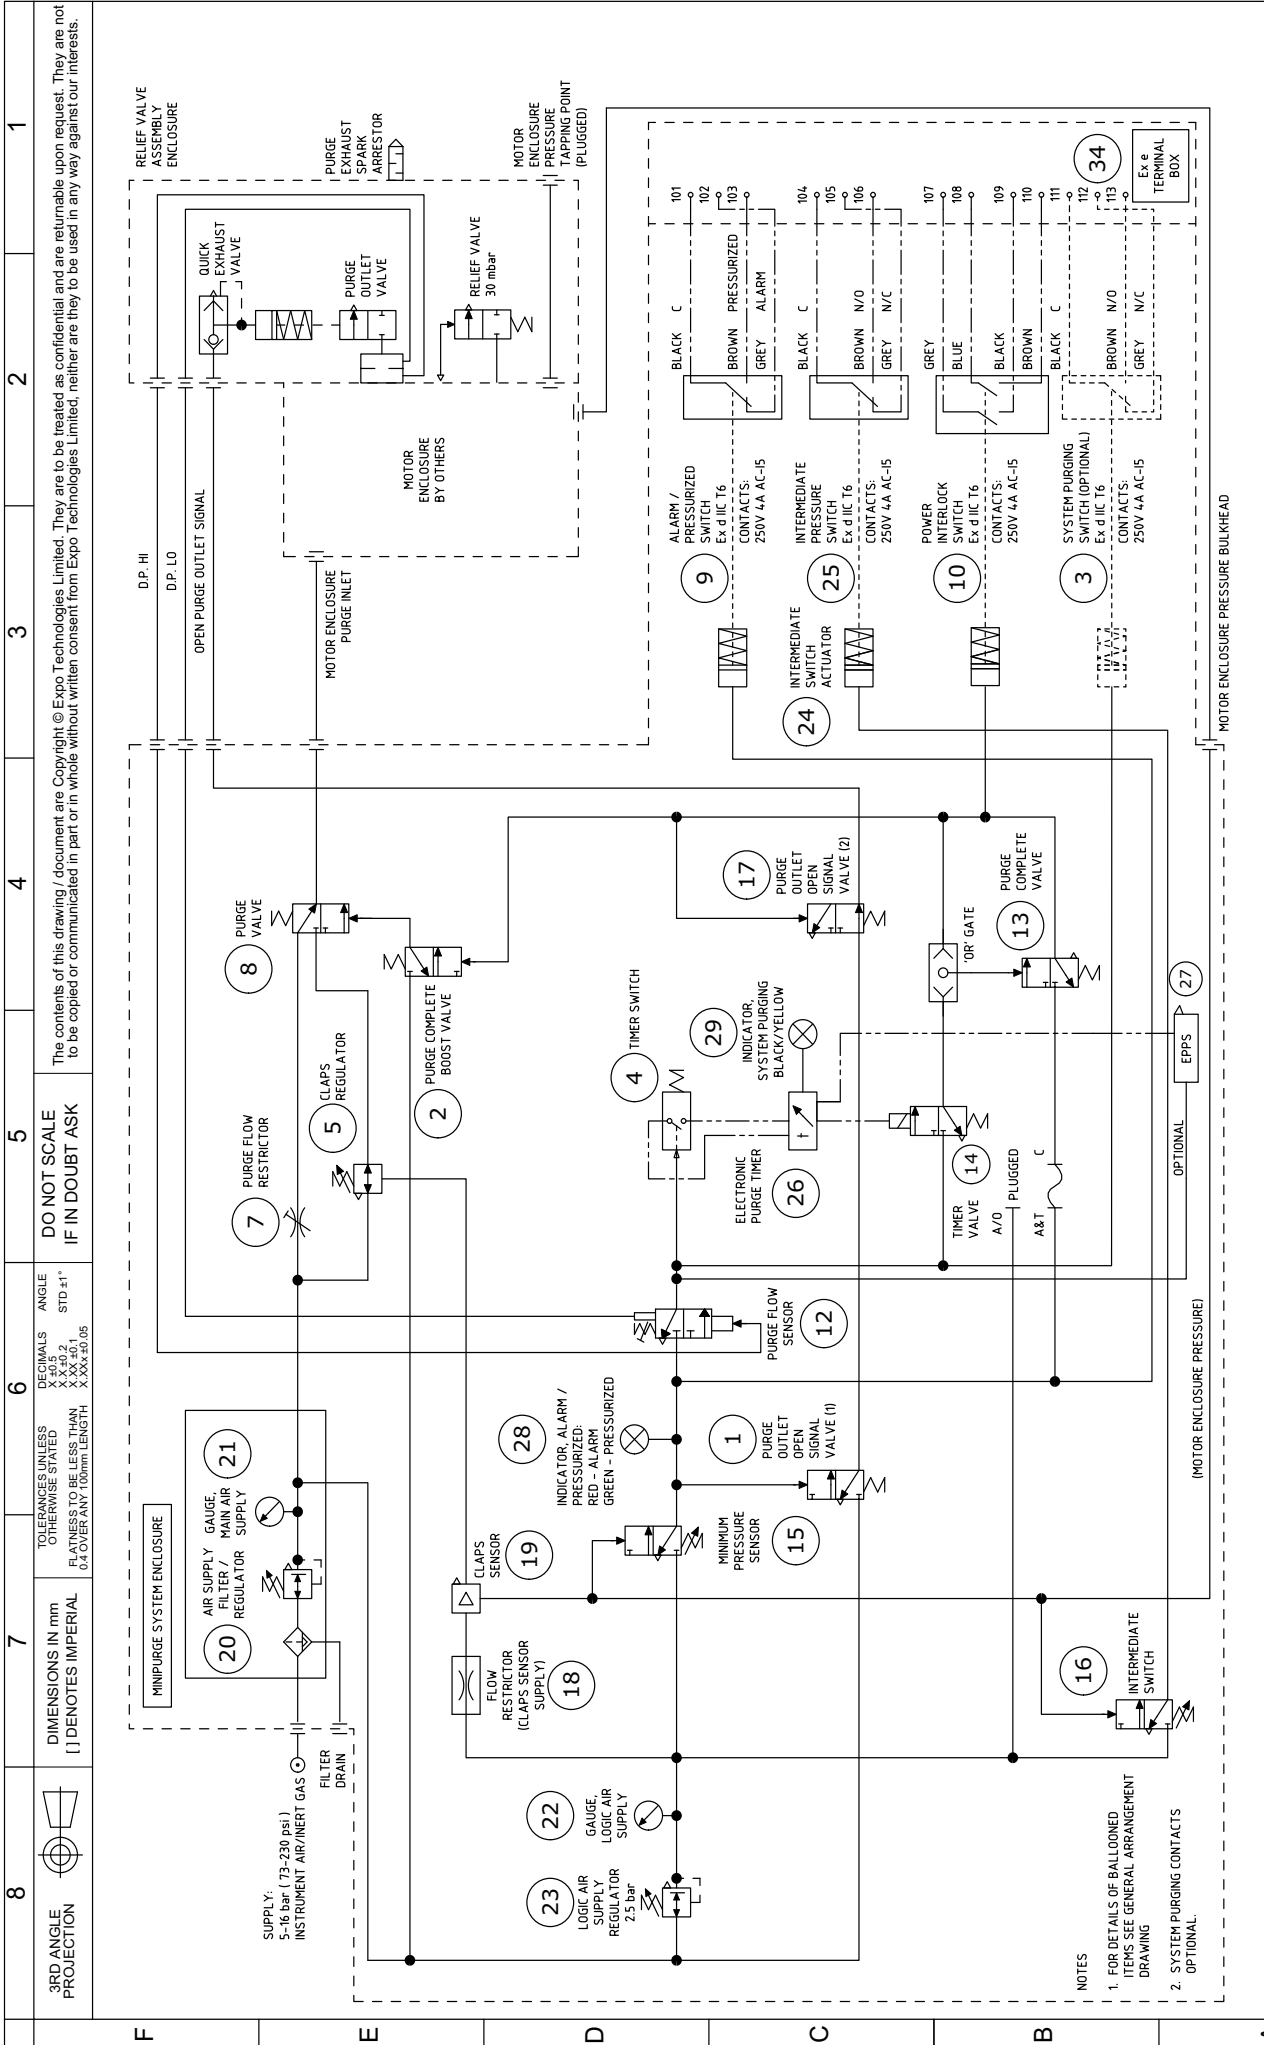 8
7
6
5
4
3
2
1
3RD ANGLE
PROJECTION
DIMENSIONS IN mm
[ ] DENOTES IMPERIAL
TOLERANCES UNLESS
OTHERWISE STATED
FLATNESS TO BE LESS THAN
0.4 OVER ANY 100mm LENGTH
DECIMALS
X ±0.5
X.X ±0.2
X.XX ±0.1
X.XXx ±0.05
ANGLE
STD ±1°
DO NOT SCALE
IF IN DOUBT ASK
The contents of this drawing / document are Copyright © Expo Technologies Limited. They are to be treated as confidential and are returnable upon request. They are not
to be copied or communicated in part or in whole without written consent from Expo Technologies Limited, neither are they to be used in any way against our interests.
F
E
D
C
B
A
MINIPURGE SYSTEM ENCLOSURE
SUPPLY:
5-16 bar ( 73-230 psi )
INSTRUMENT AIR/INERT GAS
FILTER
DRAIN
20
AIR SUPPLY
FILTER /
REGULATOR
21
GAUGE,
MAIN AIR
SUPPLY
7
PURGE FLOW
RESTRICTOR
5
CLAPS
REGULATOR
8
PURGE
VALVE
2
PURGE COMPLETE
BOOST VALVE
D.P. HI
D.P. LO
OPEN PURGE OUTLET SIGNAL
MOTOR ENCLOSURE
PURGE INLET
MOTOR
ENCLOSURE
BY OTHERS
RELIEF VALVE
ASSEMBLY
ENCLOSURE
QUICK
EXHAUST
VALVE
PURGE
OUTLET
VALVE
RELIEF VALVE
30 mbar
PURGE
EXHAUST
SPARK
ARRESTOR
MOTOR
ENCLOSURE
PRESSURE
TAPPING POINT
(PLUGGED)
23
LOGIC AIR
SUPPLY
REGULATOR
2.5 bar
22
GAUGE,
LOGIC AIR
SUPPLY
FLOW
RESTRICTOR
(CLAPS SENSOR
SUPPLY)
18
CLAPS
SENSOR
19
28
INDICATOR, ALARM /
PRESSURIZED:
RED - ALARM
GREEN - PRESSURIZED
MINIMUM
PRESSURE
SENSOR
15
1
PURGE
OUTLET
OPEN
SIGNAL
VALVE (1)
PURGE FLOW
SENSOR
12
4
TIMER SWITCH
ELECTRONIC
PURGE TIMER
26
29
INDICATOR,
SYSTEM PURGING
BLACK/YELLOW
17
PURGE
OUTLET
OPEN
SIGNAL
VALVE (2)
14
TIMER
VALVE
'OR' GATE
13
PURGE
COMPLETE
VALVE
A/O
PLUGGED
A&T
C
OPTIONAL
EPPS
27
16
INTERMEDIATE
SWITCH
(MOTOR ENCLOSURE PRESSURE)
MOTOR ENCLOSURE PRESSURE BULKHEAD
24
INTERMEDIATE
SWITCH
ACTUATOR
9
ALARM /
PRESSURIZED
SWITCH
Ex d IIC T6
CONTACTS:
250V 4A AC-15
25
INTERMEDIATE
PRESSURE
SWITCH
Ex d IIC T6
CONTACTS:
250V 4A AC-15
10
POWER
INTERLOCK
SWITCH
Ex d IIC T6
CONTACTS:
250V 4A AC-15
3
SYSTEM PURGING
SWITCH (OPTIONAL)
Ex d IIC T6
CONTACTS:
250V 4A AC-15
BLACK C
BROWN PRESSURIZED
GREY ALARM
BLACK C
BROWN N/O
GREY N/C
GREY
BLUE
BLACK
BROWN
BLACK C
BROWN N/O
GREY N/C
101
102
103
104
105
106
107
108
109
110
111
112
113
34
Ex e
TERMINAL
BOX
NOTES
1. FOR DETAILS OF BALLOONED
ITEMS SEE GENERAL ARRANGEMENT
DRAWING
2. SYSTEM PURGING CONTACTS
OPTIONAL.